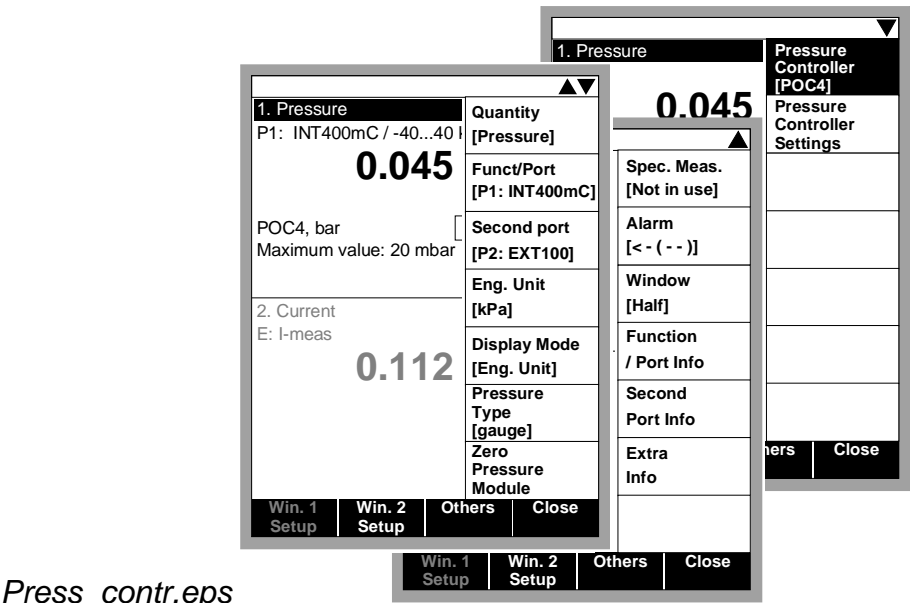 1. Pressure
P1: INT400mC / -40...40
0.045
POC4, bar
Maximum value: 20 mbar
2. Current
E: I-meas
0.112
Quantity
[Pressure]
Funct/Port
[P1: INT400mC]
Second port
[P2: EXT100]
Eng. Unit
[kPa]
Display Mode
[Eng. Unit]
Pressure
Type
[gauge]
Zero
Pressure
Module
Win. 1 Setup
Win. 2 Setup
Others
Close
Spec. Meas.
[Not in use]
Alarm
[< - ( - - )]
Window
[Half]
Function
/ Port Info
Second
Port Info
Extra
Info
Win. 1 Setup
Win. 2 Setup
Others
Close
1. Pressure
0.045
Pressure
Controller
[POC4]
Pressure
Controller
Settings
hers
Close
Press_contr.eps